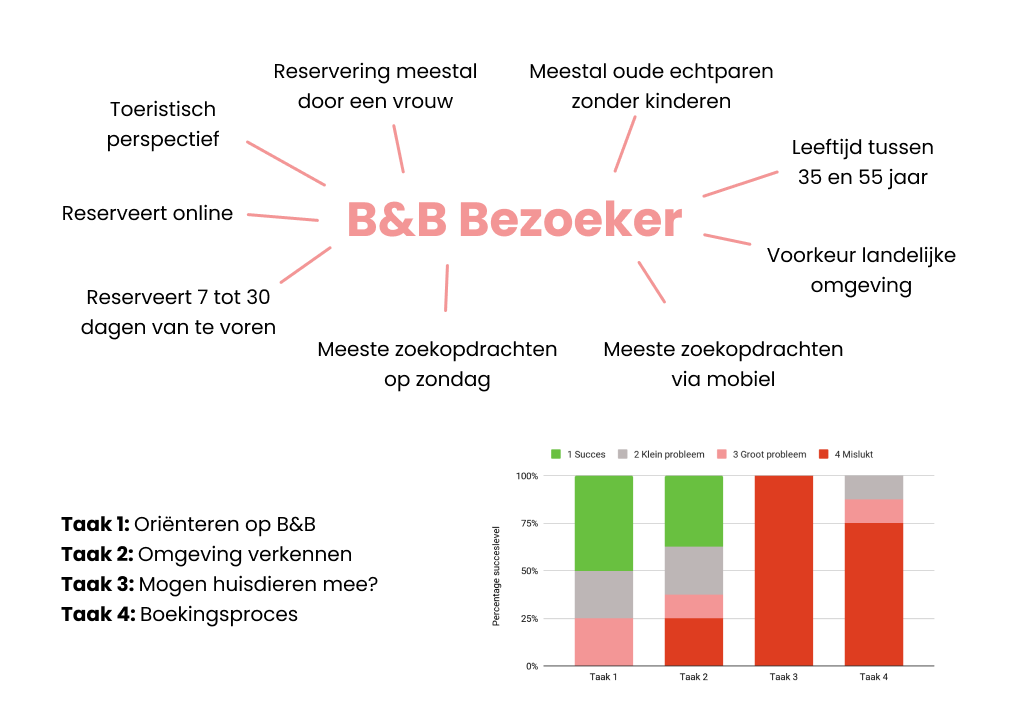 Reservering meestal
door een vrouw
Meestal oude echtparen
zonder kinderen
Toeristisch
perspectief
Leeftijd tussen
35 en 55 jaar
Reserveert online
B&B Bezoeker
Voorkeur landelijke
omgeving
Reserveert 7 tot 30
dagen van te voren
Meeste zoekopdrachten
op zondag
Meeste zoekopdrachten
via mobiel
Taak 1: Oriënteren op B&B
Taak 2: Omgeving verkennen
Taak 3: Mogen huisdieren mee?
Taak 4: Boekingsproces
1 Succes 2 Klein probleem 3 Groot probleem 4 Mislukt
Percentage succeslevel
100%
75%
50%
25%
0%
Taak 1 Taak 2 Taak 3 Taak 4